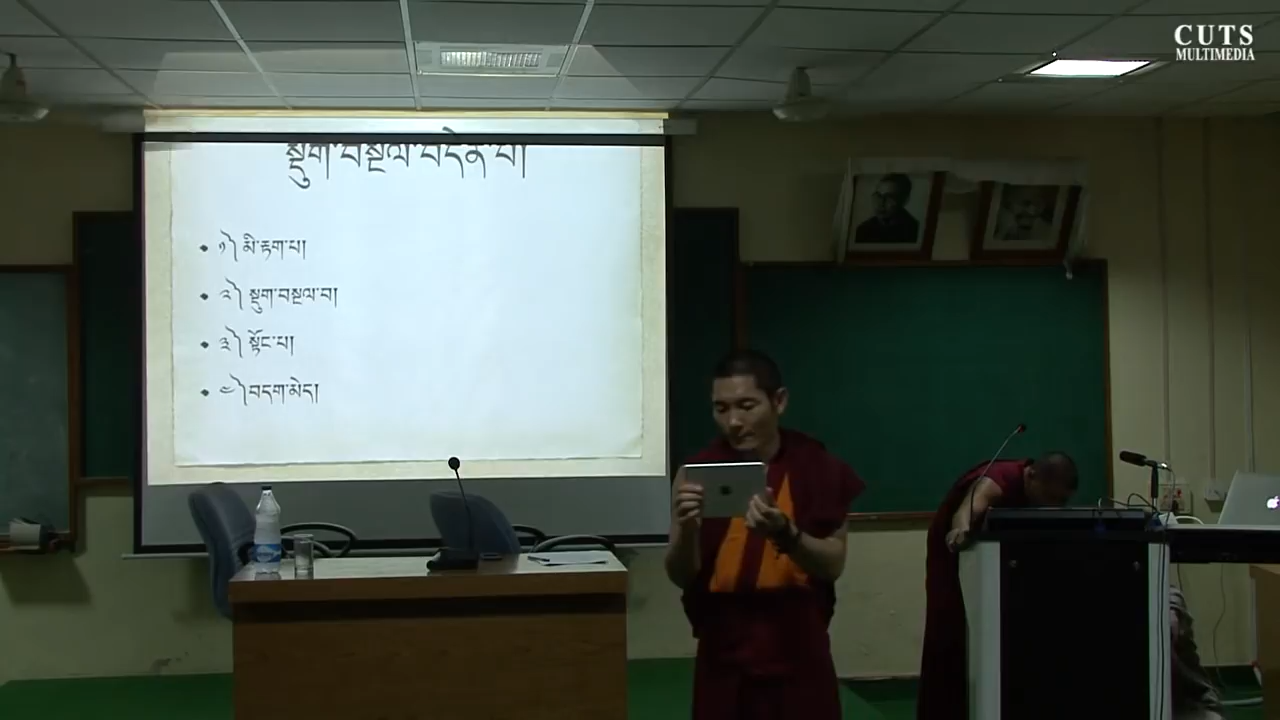 CUTS
MULTIMEDIA
སྡུག་བསྔལ་བདེན་པ།
• ༡༽ མི་རྟག་པ།
• ༢༽ སྡུག་བསྔལ་བ།
• ༣༽ སྟོང་པ།
• ༤༽བདག་མེད།